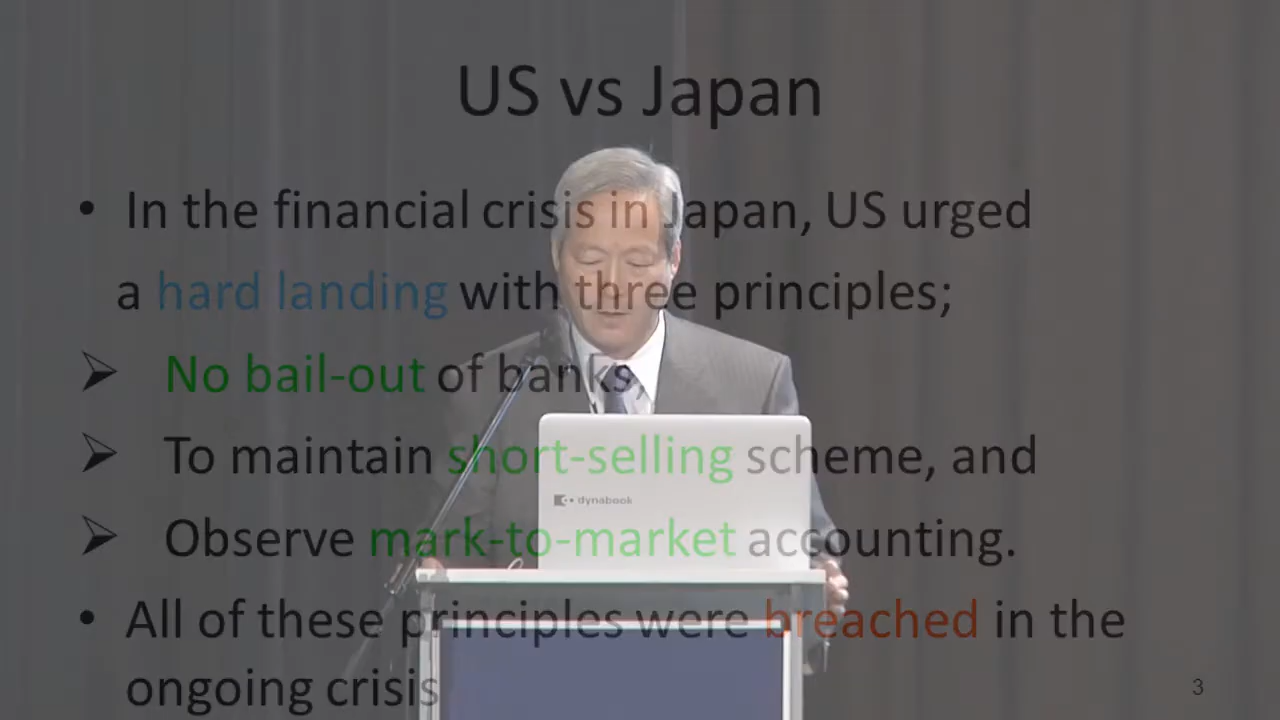 US vs Japan
• In the financial crisis in Japan, US urged
a hard landing with three principles;
➢ No bail-out of banks,
➢ To maintain short-selling scheme, and
➢ Observe mark-to-market accounting.
• All of these principles were breached in the
ongoing crisis
dynabook
3